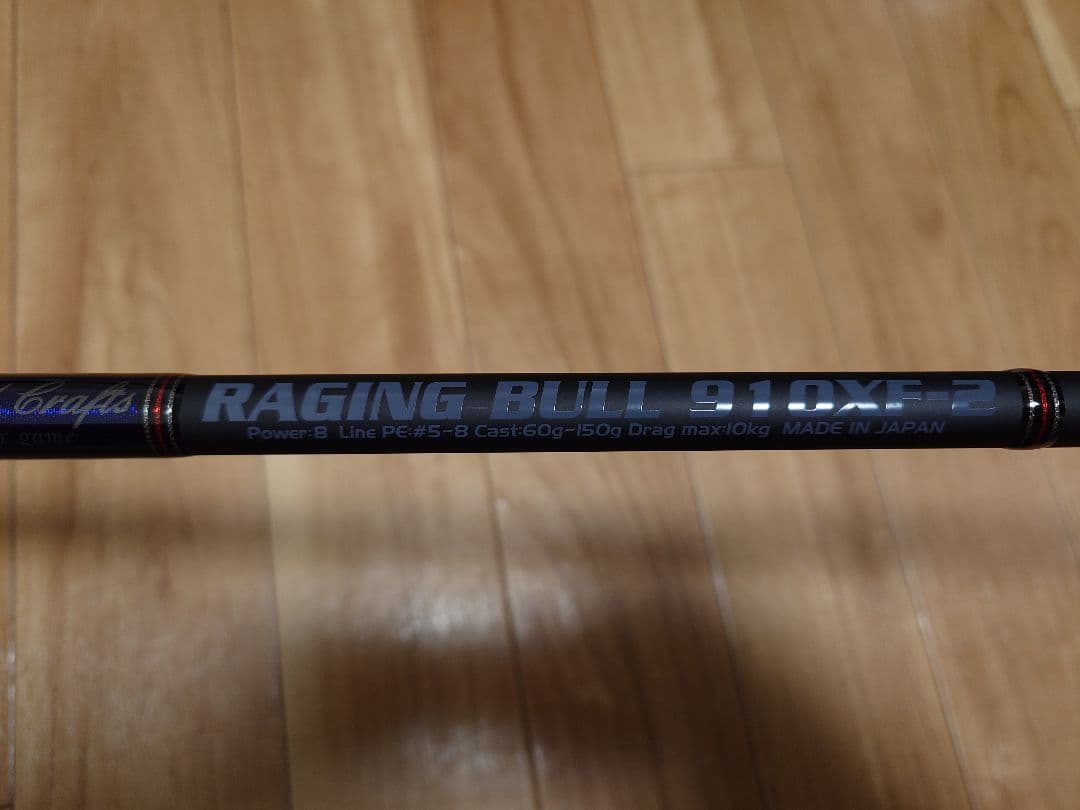 Crafts
game
RAGING BULL 910XF-2
Power:8 Line PE:#5-8 Cast:60g-150g Drag max:10kg MADE IN JAPAN